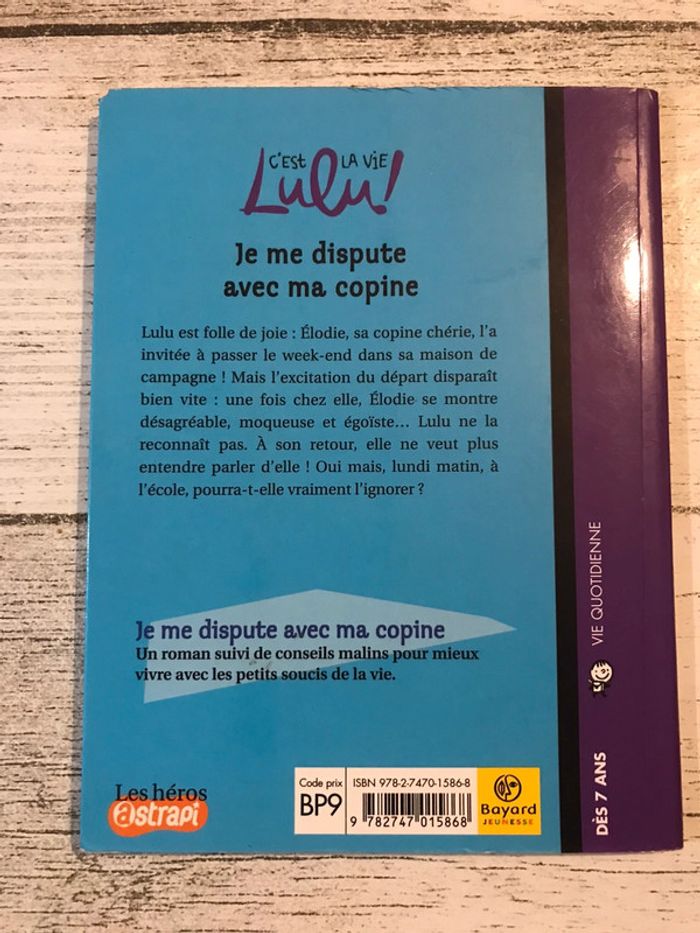 C'EST LA ViE
Lulu!
Je me dispute
avec ma copine
Lulu est folle de joie : Élodie, sa copine chérie, l'a
invitée à passer le week-end dans sa maison de
campagne ! Mais l'excitation du départ disparaît
bien vite : une fois chez elle, Élodie se montre
désagréable, moqueuse et égoïste… Lulu ne la
reconnaît pas. À son retour, elle ne veut plus
entendre parler d'elle ! Oui mais, lundi matin, à
l'école, pourra-t-elle vraiment l'ignorer ?
Je me dispute avec ma copine
Un roman suivi de conseils malins pour mieux
vivre avec les petits soucis de la vie.
Les héros
astrapi
Code prix
BP9
ISBN 978-2-7470-1586-8
9 782747 015868
Bayard
JEUNESSE
VIE QUOTIDIENNE
DÈS 7 ANS